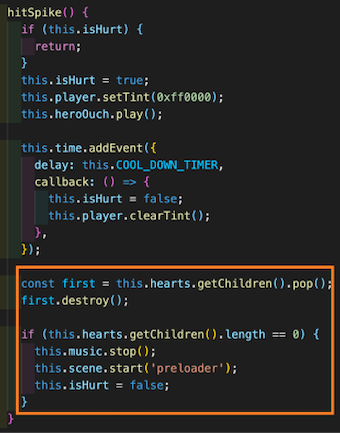 hitSpike() {
if (this.isHurt) {
return;
}
this.isHurt = true;
this.player.setTint(0xff0000);
this.heroOuch.play();
this.time.addEvent({
delay: this.COOL_DOWN_TIMER,
callback: () => {
this.isHurt = false;
this.player.clearTint();
},
});
const first = this.hearts.getChildren().pop();
first.destroy();
if (this.hearts.getChildren().length == 0) {
this.music.stop();
this.scene.start('preloader');
this.isHurt = false;
}
}